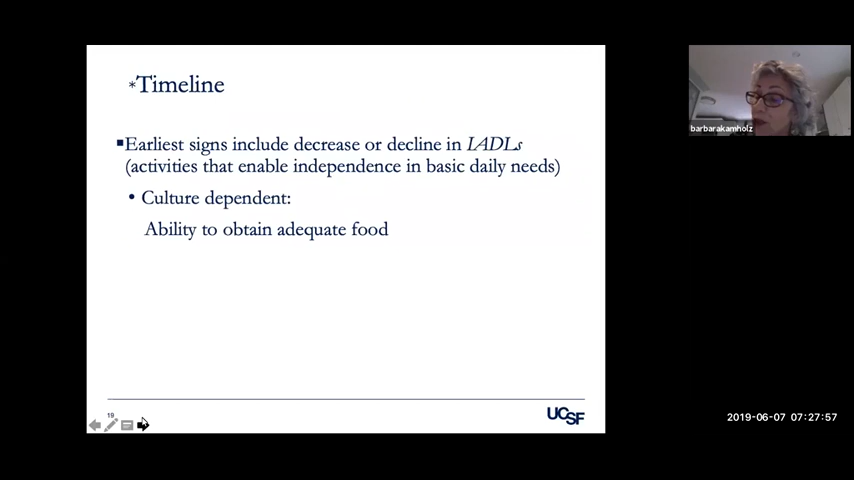 *Timeline
▪Earliest signs include decrease or decline in IADLs
(activities that enable independence in basic daily needs)
• Culture dependent:
Ability to obtain adequate food
19
UCSF
barbarakamholz
2019-06-07 07:27:57